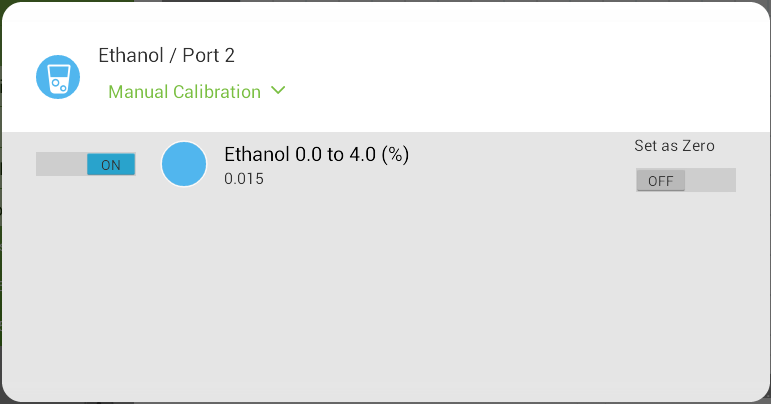 Ethanol / Port 2
Manual Calibration
ON
Ethanol 0.0 to 4.0 (%)
0.015
Set as Zero
OFF